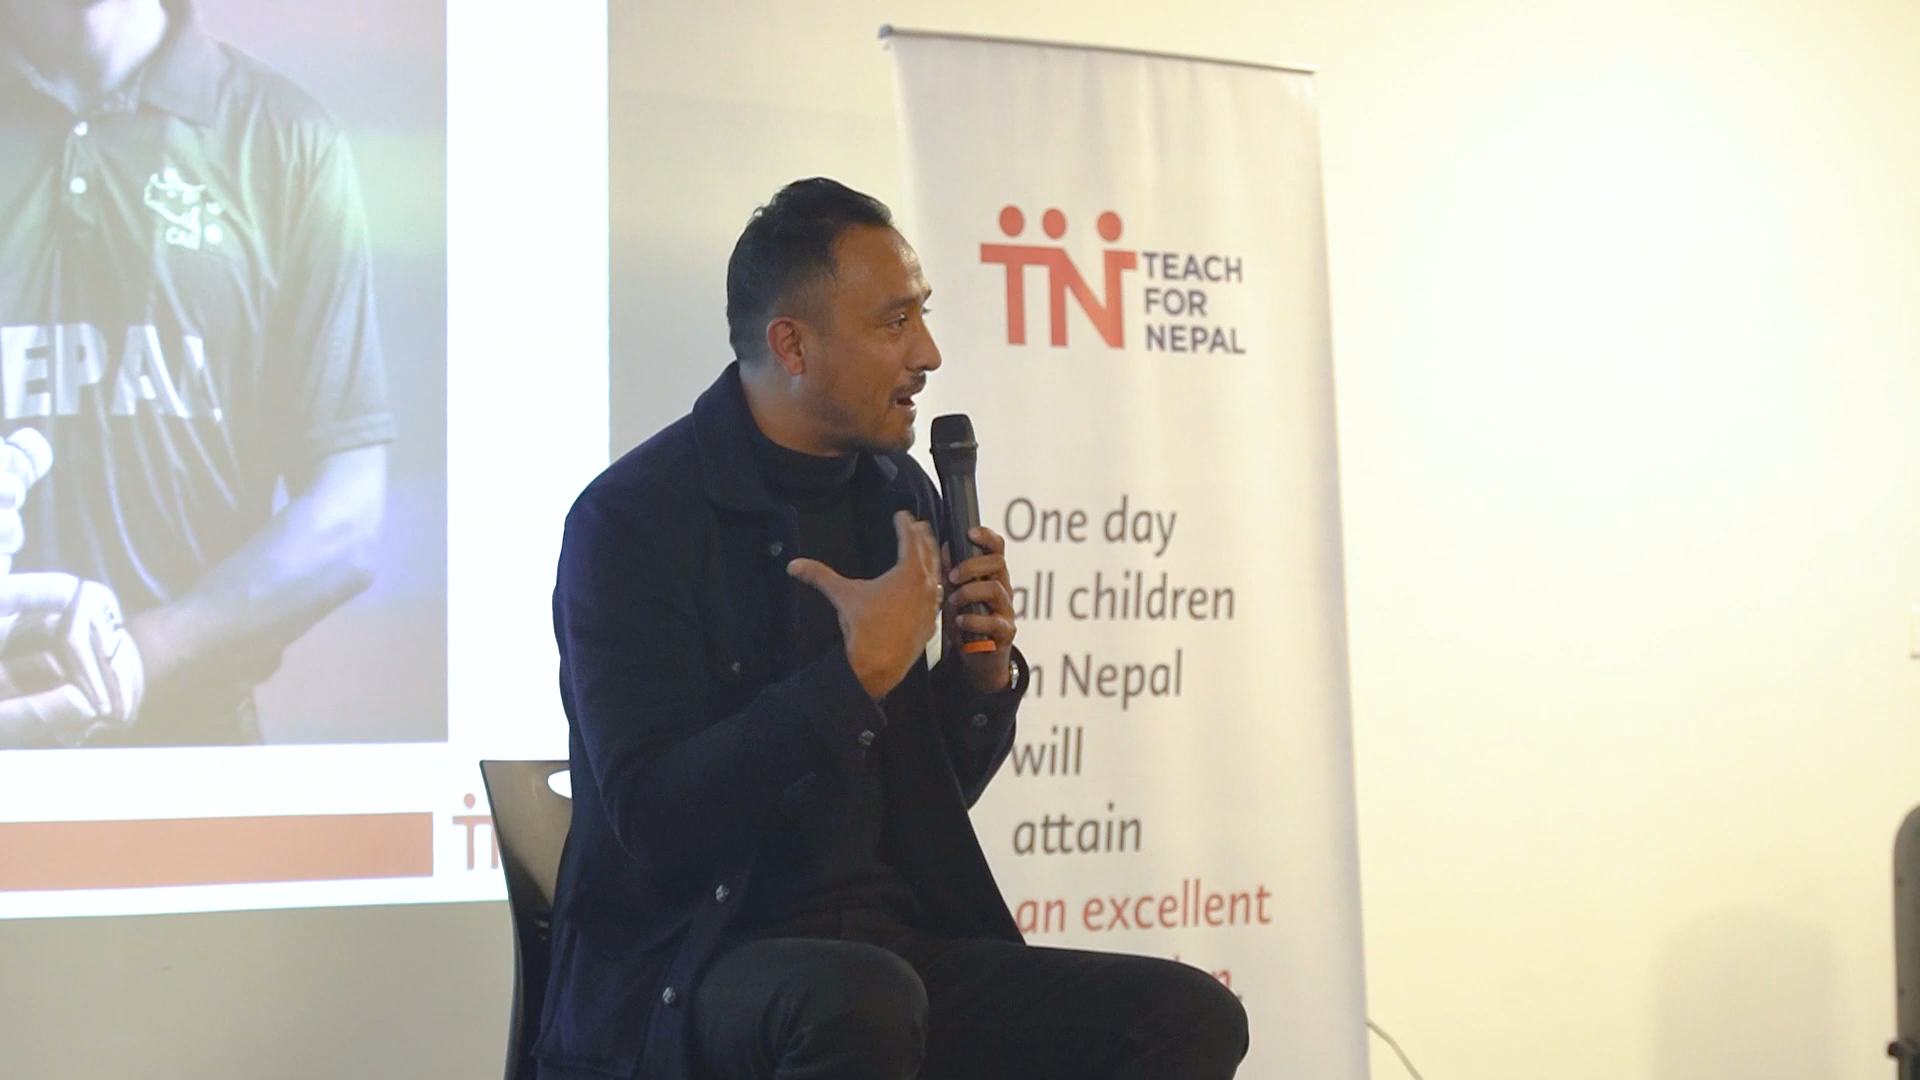 EPAL
TEACH
FOR
NEPAL
One day
all children
Nepal
will
attain
an excellent